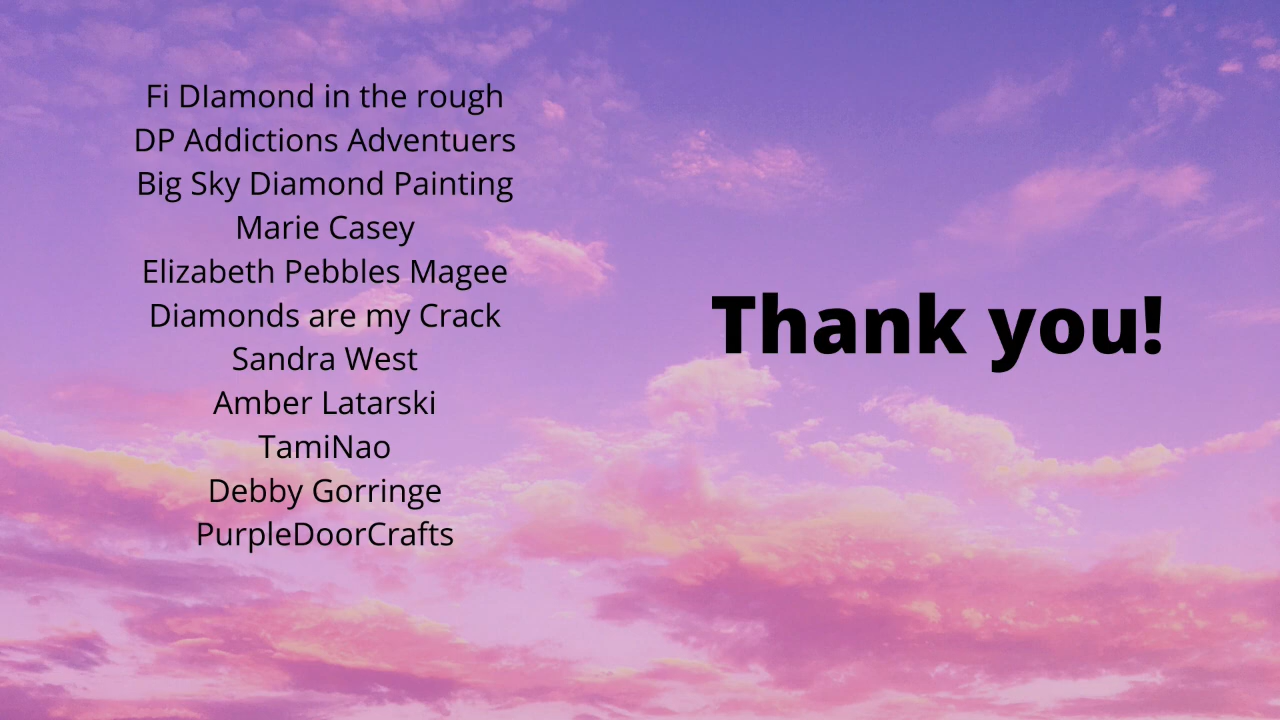 Fi DIamond in the rough
DP Addictions Adventuers
Big Sky Diamond Painting
Marie Casey
Elizabeth Pebbles Magee
Diamonds are my Crack
Sandra West
Amber Latarski
TamiNao
Debby Gorringe
PurpleDoorCrafts
Thank you!